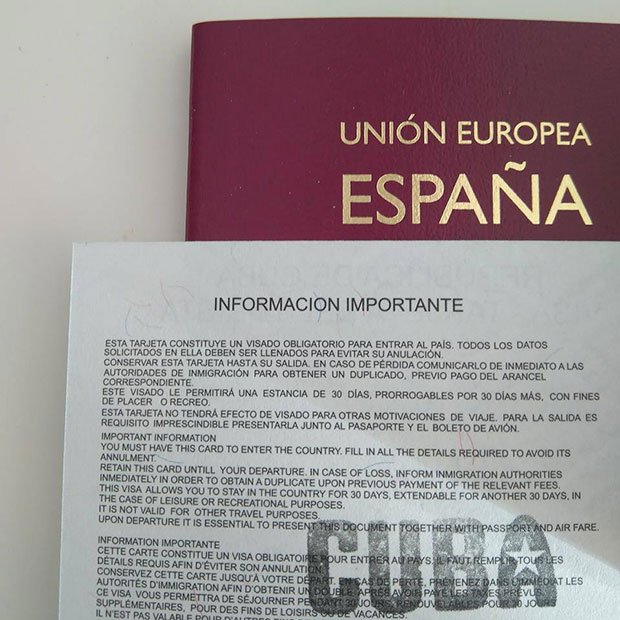 UNIÓN EUROPEA
ESPAÑA
INFORMACION IMPORTANTE
ESTA TARJETA CONSTITUYE UN VISADO OBLIGATORIO PARA ENTRAR AL PAÍS. TODOS LOS DATOS
SOLICITADOS EN ELLA DEBEN SER LLENADOS PARA EVITAR SU ANULACIÓN.
CONSERVAR ESTA TARJETA HASTA SU SALIDA. EN CASO DE PÉRDIDA COMUNICARLO DE INMEDIATO A LAS
AUTORIDADES DE INMIGRACIÓN PARA OBTENER UN DUPLICADO, PREVIO PAGO DEL ARANCEL
CORRESPONDIENTE.
ESTE VISADO LE PERMITIRÁ UNA ESTANCIA DE 30 DÍAS, PRORROGABLES POR 30 DÍAS MÁS, CON FINES
DE PLACER O RECREO.
ESTA TARJETA NO TENDRÁ EFECTO DE VISADO PARA OTRAS MOTIVACIONES DE VIAJE. PARA LA SALIDA ES
REQUISITO IMPRESCINDIBLE PRESENTARLA JUNTO AL PASAPORTE Y EL BOLETO DE AVIÓN.
IMPORTANT INFORMATION
YOU MUST HAVE THIS CARD TO ENTER THE COUNTRY. FILL IN ALL THE DETAILS REQUIRED TO AVOID ITS
ANNULMENT.
RETAIN THIS CARD UNTILL YOUR DEPARTURE. IN CASE OF LOSS, INFORM IMMIGRATION AUTHORITIES
INMEDIATELY IN ORDER TO OBTAIN A DUPLICATE UPON PREVIOUS PAYMENT OF THE RELEVANT FEES.
THIS VISA ALLOWS YOU TO STAY IN THE COUNTRY FOR 30 DAYS, EXTENDABLE FOR ANOTHER 30 DAYS, IN
THE CASE OF LEISURE OR RECREATIONAL PURPOSES.
IT IS NOT VALID FOR OTHER TRAVEL PURPOSES.
UPON DEPARTURE IT IS ESSENTIAL TO PRESENT THIS DOCUMENT TOGETHER WITH PASSPORT AND AIR FARE.
CUBA
INFORMATION IMPORTANTE
CETTE CARTE CONSTITUE UN VISA OBLIGATOIRE POUR ENTRER AU PAYS. IL FAUT REMPLIR TOUS LES
DÉTAILS REQUIS AFIN D'ÉVITER SON ANNULATION.
CONSERVEZ CETTE CARTE JUSQU'À VOTRE DÉPART. EN CAS DE PERTE, PREVENEZ DANS L'IMMÉDIAT LES
AUTORITÉS D'IMMIGRATION AFIN D'OBTENIR UN DOUBLE, APRÈS AVOIR PAYÉ LES TAXES PRÉVUS.
CE VISA VOUS PERMETTRA DE SÉJOURNER PENDANT 30 JOURS, RENOUVELABLES POUR 30 JOURS
SUPPLÉMENTAIRES, POUR DES FINS DE LOISIRS OU DE VACANCES.
IL N'EST PAS VALABLE POUR D'AUTRES